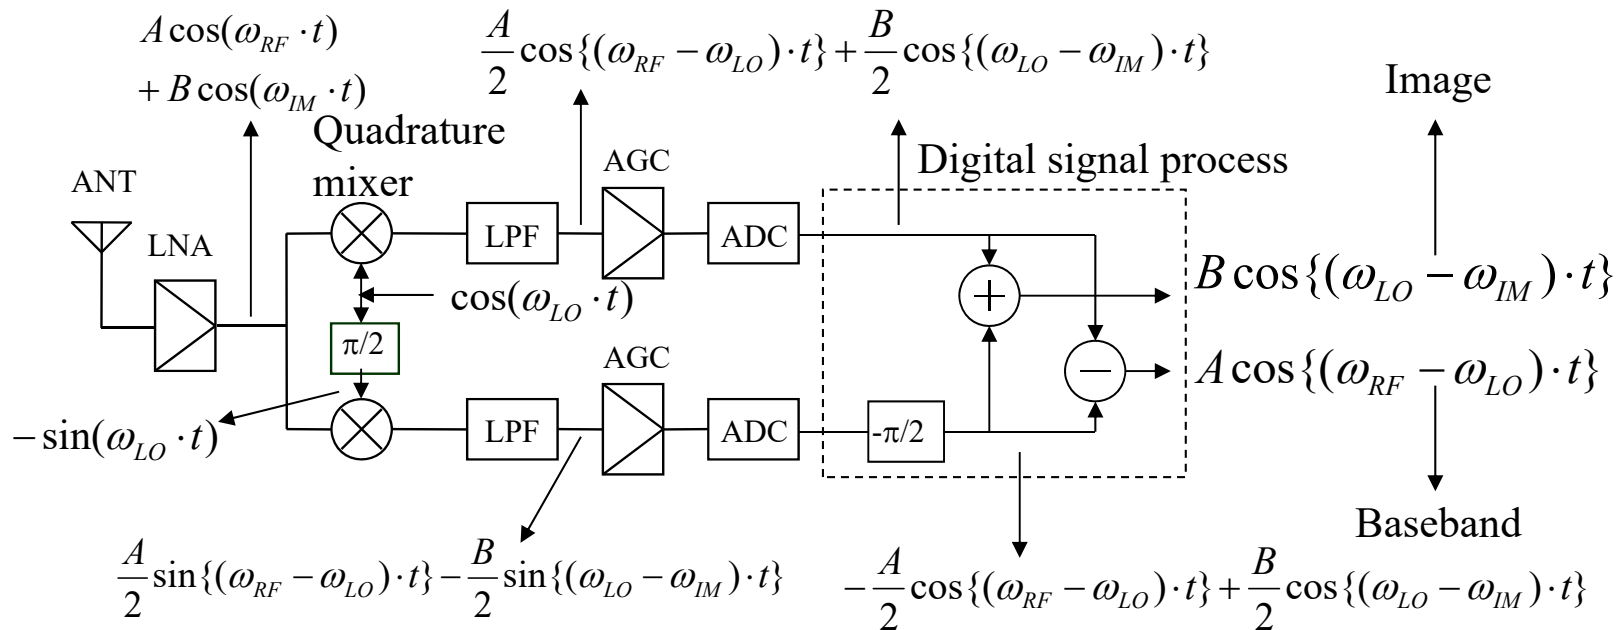 A cos(ω_RF · t)
+ B cos(ω_IM · t)
A/2 cos{(ω_RF − ω_LO) · t} + B/2 cos{(ω_LO − ω_IM) · t}
Image
Quadrature
mixer
AGC
Digital signal process
ANT
LNA
LPF
ADC
cos(ω_LO · t)
+
B cos{(ω_LO − ω_IM) · t}
π/2
AGC
−
A cos{(ω_RF − ω_LO) · t}
− sin(ω_LO · t)
LPF
ADC
-π/2
Baseband
A/2 sin{(ω_RF − ω_LO) · t} − B/2 sin{(ω_LO − ω_IM) · t}
− A/2 cos{(ω_RF − ω_LO) · t} + B/2 cos{(ω_LO − ω_IM) · t}